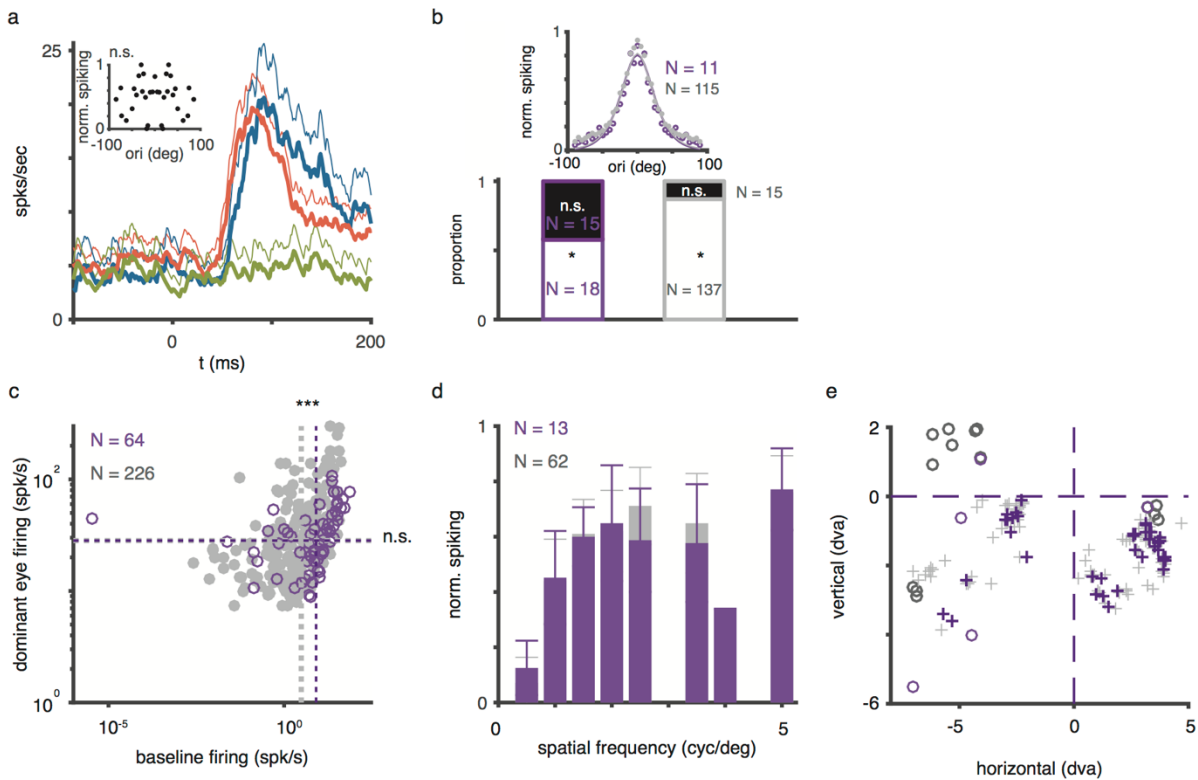 a
25
n.s.
1
norm. spiking
0
-100
100
ori (deg)
spks/sec
0
0
200
t (ms)
b
1
norm. spiking
0
N = 11
N = 115
-100
100
ori (deg)
1
proportion
0
n.s.
N = 15
*
N = 18
n.s.
N = 15
*
N = 137
c
***
N = 64
N = 226
10²
n.s.
dominant eye firing (spk/s)
10⁰
10⁻⁵
10⁰
baseline firing (spk/s)
d
1
N = 13
N = 62
norm. spiking
0
0
5
spatial frequency (cyc/deg)
e
2
0
vertical (dva)
-6
-5
0
5
horizontal (dva)